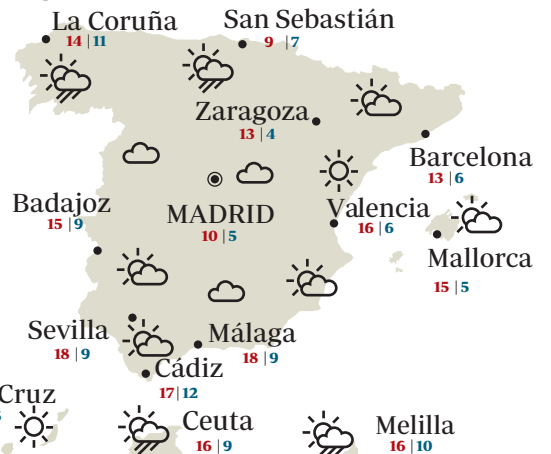 La Coruña
14 | 11
San Sebastián
9 | 7
Zaragoza
13 | 4
Barcelona
13 | 6
Badajoz
15 | 9
MADRID
10 | 5
Valencia
16 | 6
Mallorca
15 | 5
Sevilla
18 | 9
Málaga
18 | 9
Cádiz
17 | 12
Cruz
Ceuta
16 | 9
Melilla
16 | 10